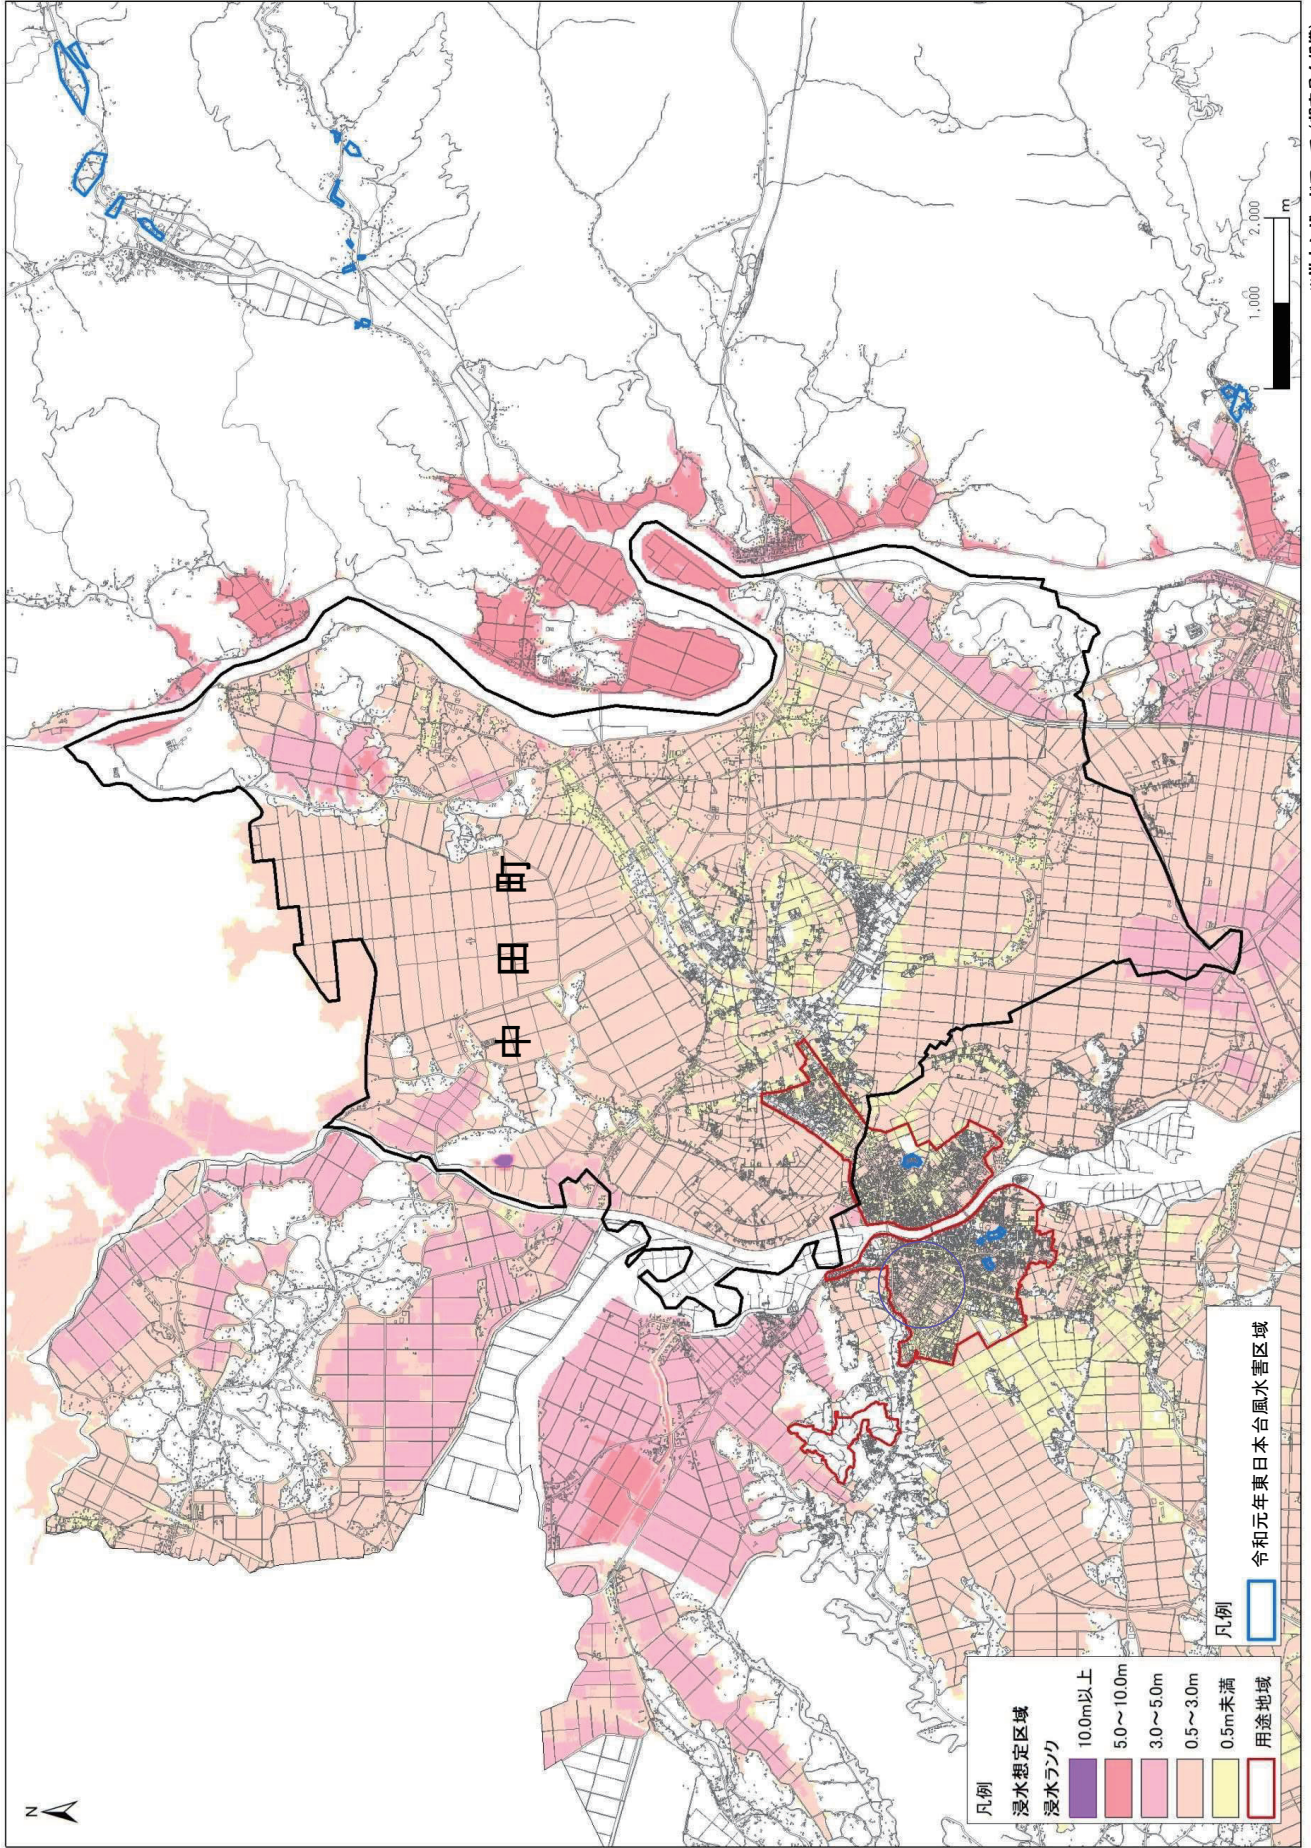 N
中田町
凡例
浸水想定区域
浸水ランク
10.0m以上
5.0~10.0m
3.0~5.0m
0.5~3.0m
0.5m未満
用途地域
凡例
令和元年東日本台風水害区域
0 1,000 2,000
m